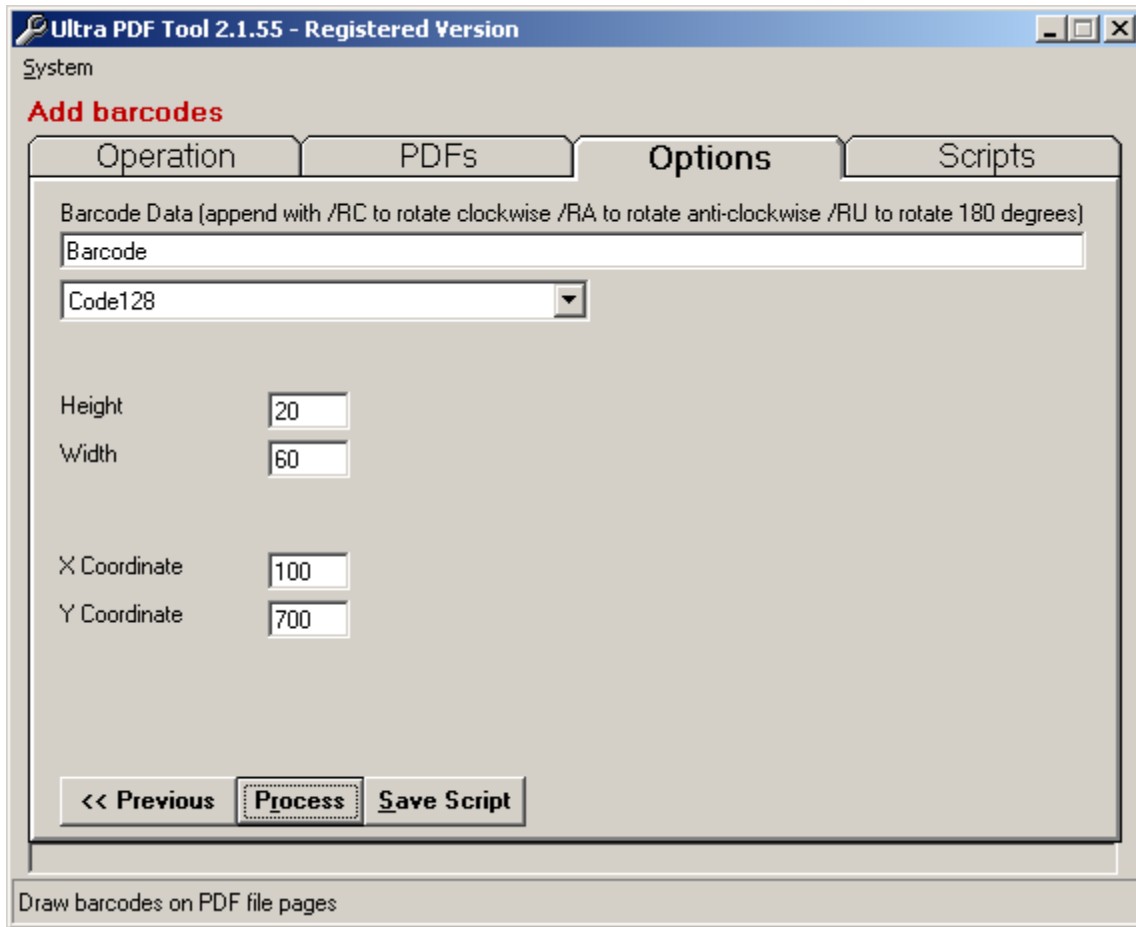 Ultra PDF Tool 2.1.55 - Registered Version
System
Add barcodes
Operation PDFs Options Scripts
Barcode Data (append with /RC to rotate clockwise /RA to rotate anti-clockwise /RU to rotate 180 degrees)
Barcode
Code128
Height 20
Width 60
X Coordinate 100
Y Coordinate 700
<< Previous Process Save Script
Draw barcodes on PDF file pages